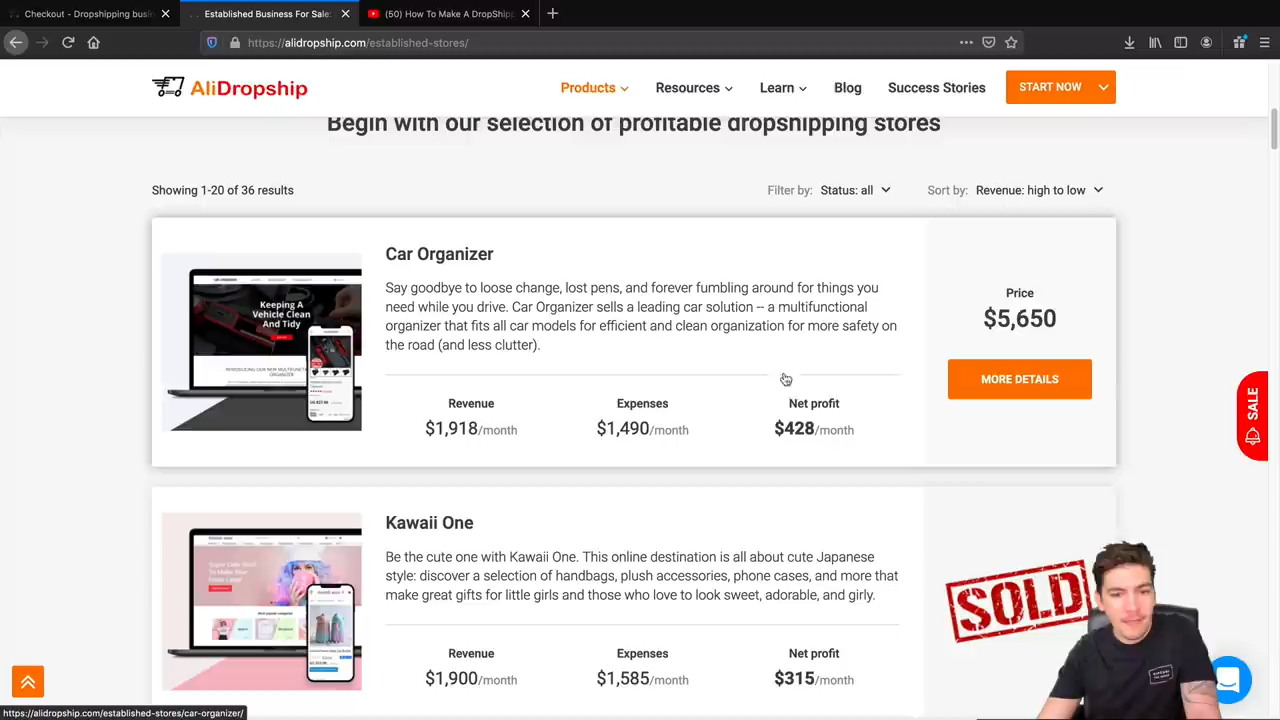 Checkout - Dropshipping busi
Established Business For Sale:
(50) How To Make A DropShipp
https://alidropship.com/established-stores/
AliDropship
Products
Resources
Learn
Blog
Success Stories
START NOW
Begin with our selection of profitable dropshipping stores
Showing 1-20 of 36 results
Filter by: Status: all
Sort by: Revenue: high to low
Car Organizer
Say goodbye to loose change, lost pens, and forever fumbling around for things you
need while you drive. Car Organizer sells a leading car solution -- a multifunctional
organizer that fits all car models for efficient and clean organization for more safety on
the road (and less clutter).
Keeping A
Vehicle Clean
And Tidy
Revenue
Expenses
Net profit
$1,918/month
$1,490/month
$428/month
Price
$5,650
MORE DETAILS
SALE
Kawaii One
Be the cute one with Kawaii One. This online destination is all about cute Japanese
style: discover a selection of handbags, plush accessories, phone cases, and more that
make great gifts for little girls and those who love to look sweet, adorable, and girly.
Revenue
Expenses
Net profit
$1,900/month
$1,585/month
$315/month
SOLD
https://alidropship.com/established-stores/car-organizer/